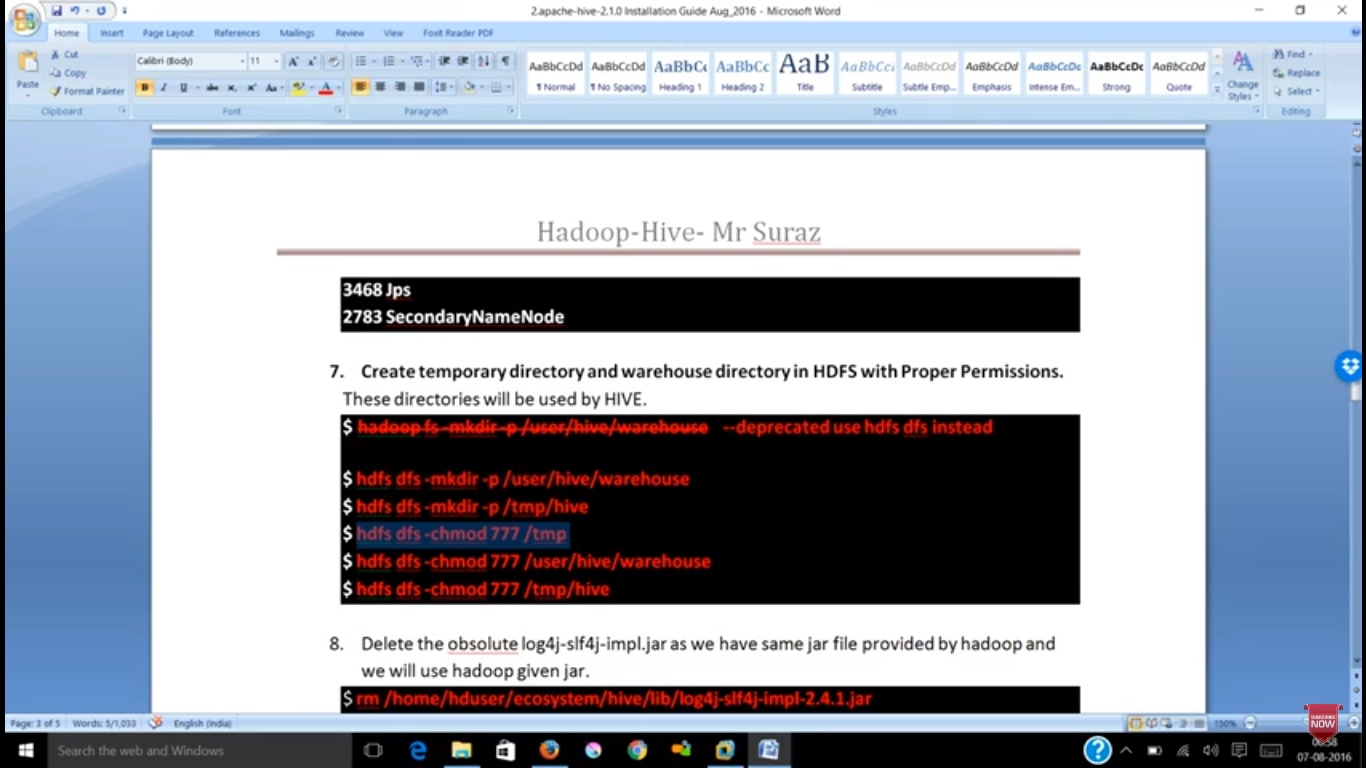 2.apache-hive-2.1.0 Installation Guide Aug_2016 - Microsoft Word
Home Insert Page Layout References Mailings Review View Foxit Reader PDF
Paste
Cut
Copy
Format Painter
Clipboard
Calibri (Body) 11
Font
Paragraph
AaBbCcDd AaBbCcDd AaBbC AaBbCc AaB AaBbCc AaBbCcDd AaBbCcDd AaBbCcDd AaBbCcDc AaBbCcDd
¶ Normal ¶ No Spacing Heading 1 Heading 2 Title Subtitle Subtle Emp... Emphasis Intense Em... Strong Quote
Change Styles
Styles
Find
Replace
Select
Editing
Hadoop-Hive- Mr Suraz
3468 Jps
2783 SecondaryNameNode
7. Create temporary directory and warehouse directory in HDFS with Proper Permissions.
These directories will be used by HIVE.
$ hadoop fs -mkdir -p /user/hive/warehouse --deprecated use hdfs dfs instead
$ hdfs dfs -mkdir -p /user/hive/warehouse
$ hdfs dfs -mkdir -p /tmp/hive
$ hdfs dfs -chmod 777 /tmp
$ hdfs dfs -chmod 777 /user/hive/warehouse
$ hdfs dfs -chmod 777 /tmp/hive
8. Delete the obsolute log4j-slf4j-impl.jar as we have same jar file provided by hadoop and
we will use hadoop given jar.
$ rm /home/hduser/ecosystem/hive/lib/log4j-slf4j-impl-2.4.1.jar
Page: 3 of 5 Words: 5/1,033 English (India) 150%
SUBSCRIBE
NOW
Search the web and Windows
07-08-2016